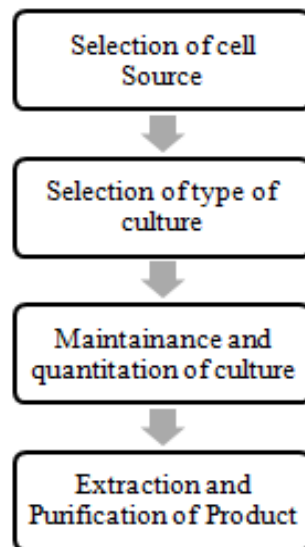 Selection of cell
Source
Selection of type of
culture
Maintainance and
quantitation of culture
Extraction and
Purification of Product